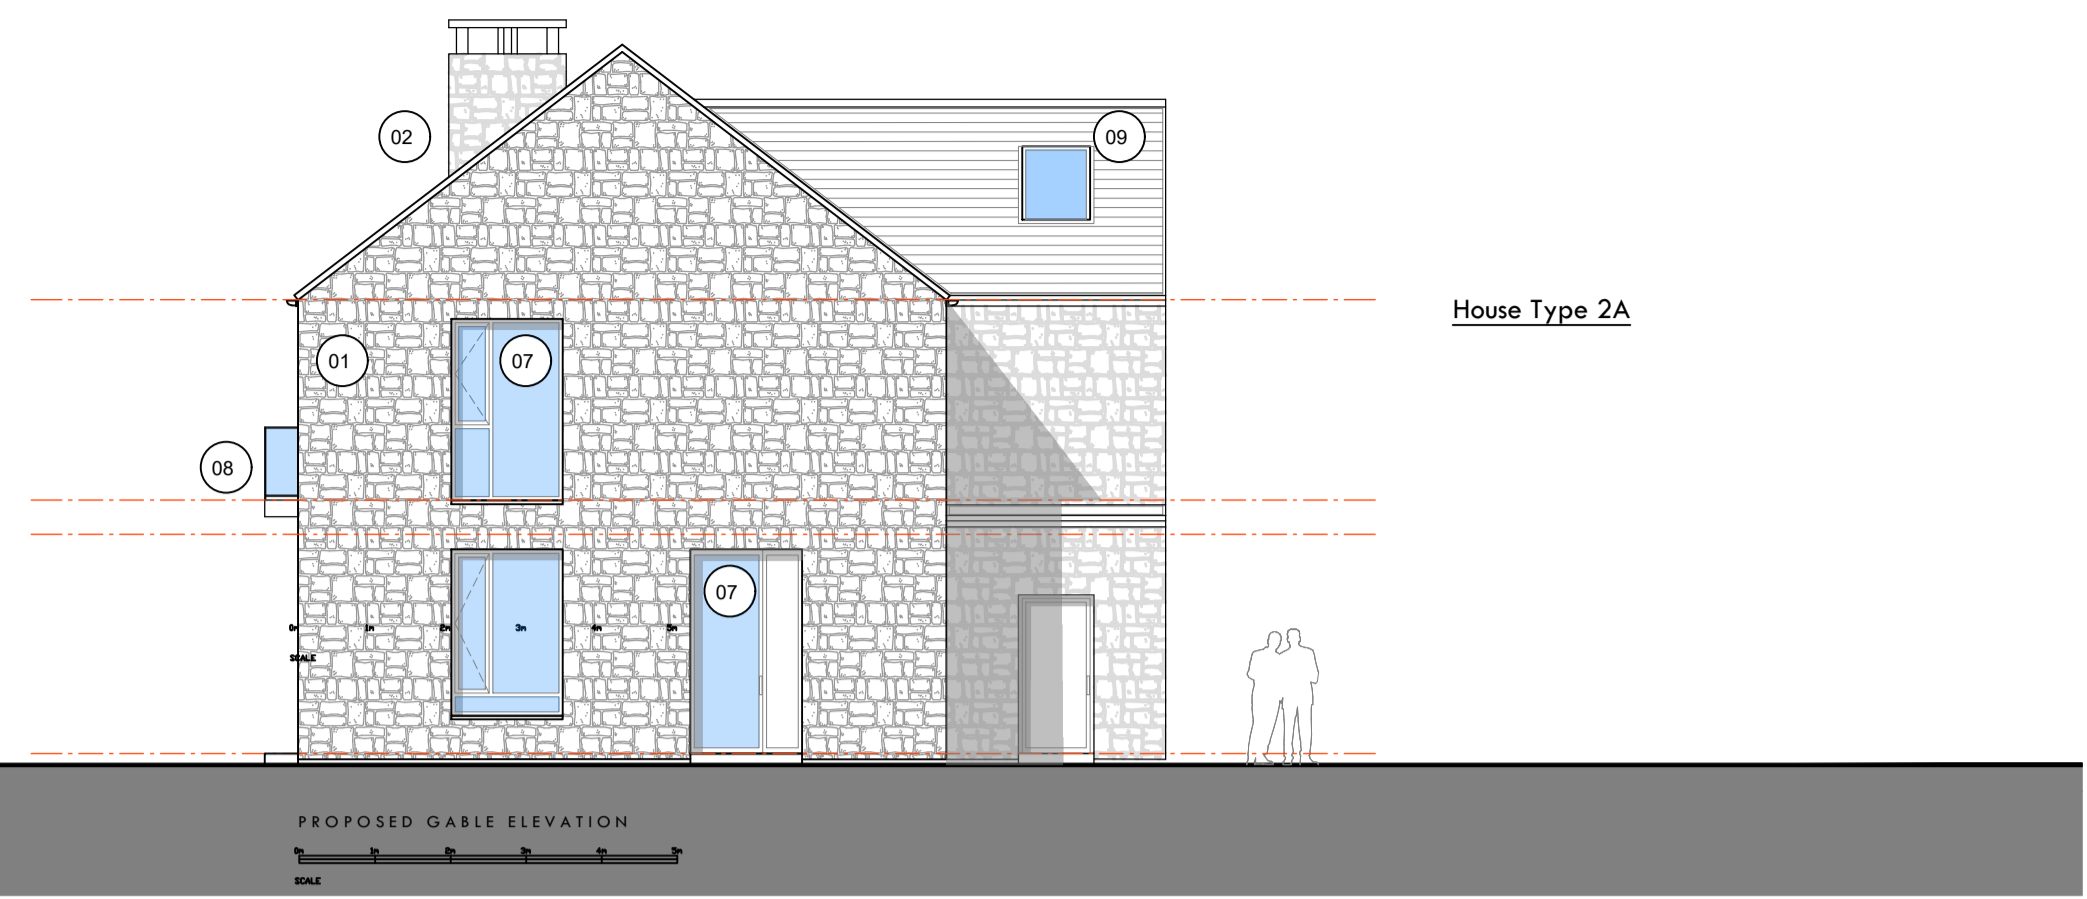 02
09
House Type 2A
01
07
08
07
0m 1m 2m 3m 4m 5m
SCALE
PROPOSED GABLE ELEVATION
0m 1m 2m 3m 4m 5m
SCALE